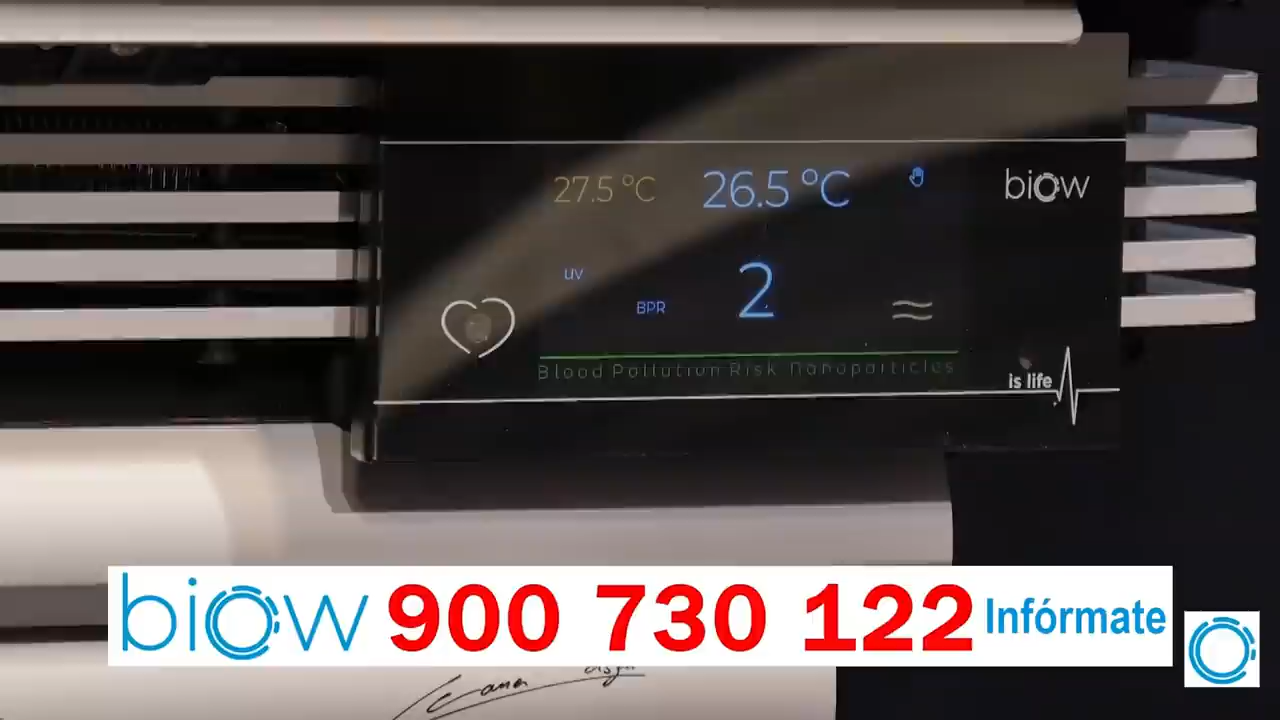 27.5 °C 26.5 °C biow
uv
BPR 2
Blood Pollution Risk nanoparticles
is life
biow 900 730 122 Infórmate